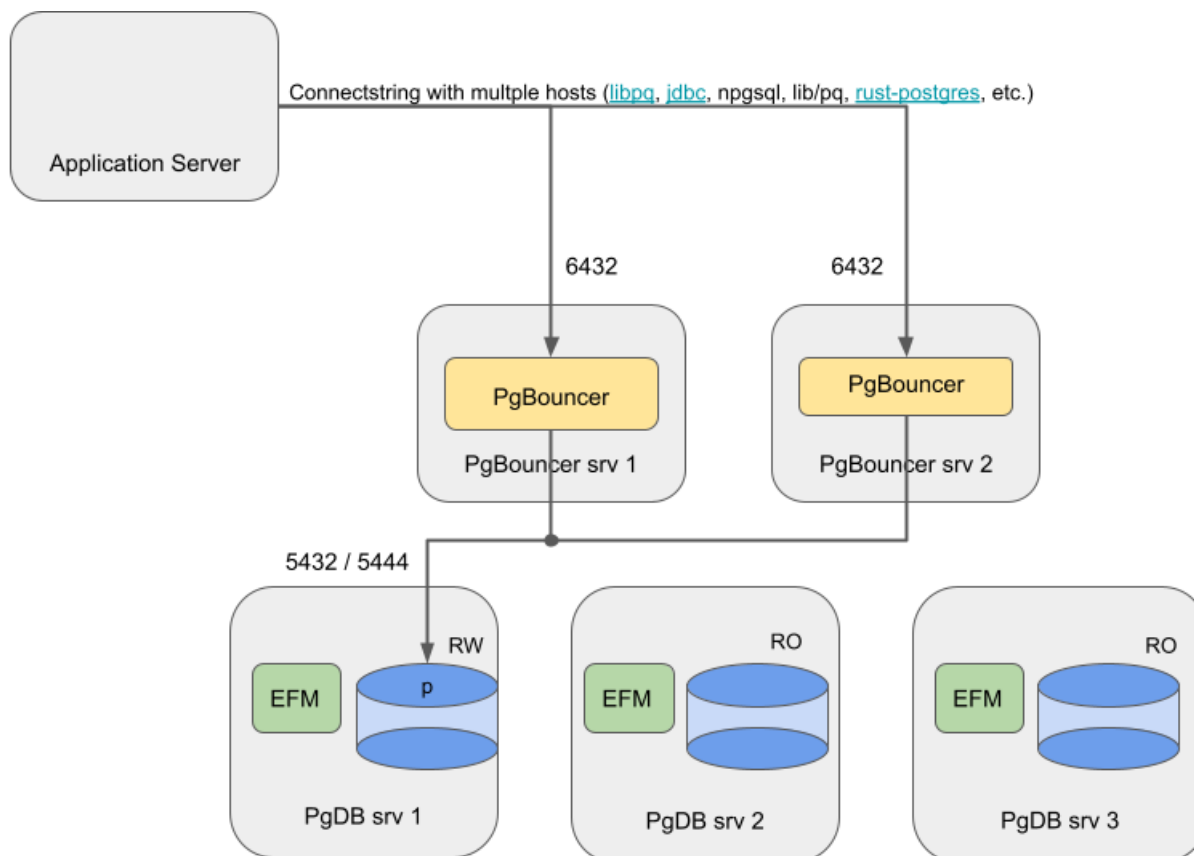 Connectstring with multple hosts (libpq, jdbc, npgsql, lib/pq, rust-postgres, etc.)
Application Server
6432
6432
PgBouncer
PgBouncer
PgBouncer srv 1
PgBouncer srv 2
5432 / 5444
RW
RO
RO
EFM
p
EFM
EFM
PgDB srv 1
PgDB srv 2
PgDB srv 3